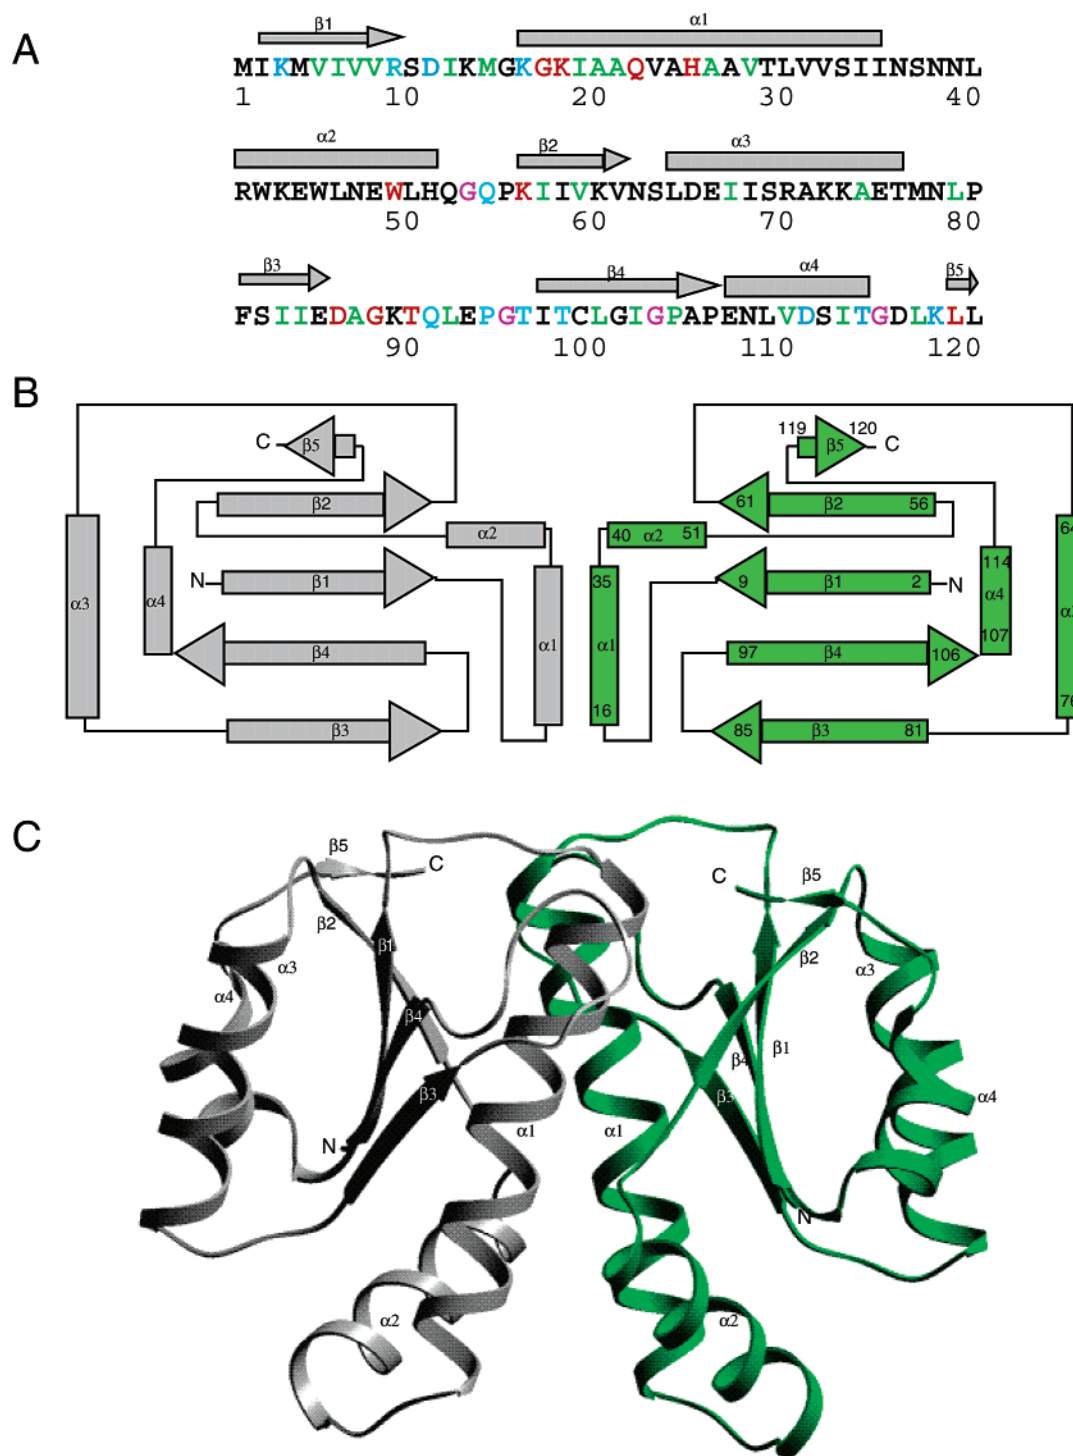 A
β1 α1
MIKMVIVVRSDIKMGKGKIAAQVAHAAVTLVVSIINSNNL
1 10 20 30 40
α2 β2 α3
RWKEWLNEWLHQGQPKIIVKVNSLDEIISRAKKAETMNLP
50 60 70 80
β3 β4 α4 β5
FSIIEDAGKTQLEPGTITCLGIGPAPENLVDSITGDLKLL
90 100 110 120
B
C β5 119 120 β5 C
β2 61 β2 56 64
α2 40 α2 51
N β1 35 9 β1 2 N 114
α3 α4 α1 α1 α4
β4 97 β4 106 107
16 76
β3 85 β3 81
C
β5 C C β5
β2 β1 β2
α3 α3
α4
β4 β1
β4
β3 β3 α4
N α1 α1
N
α2 α2